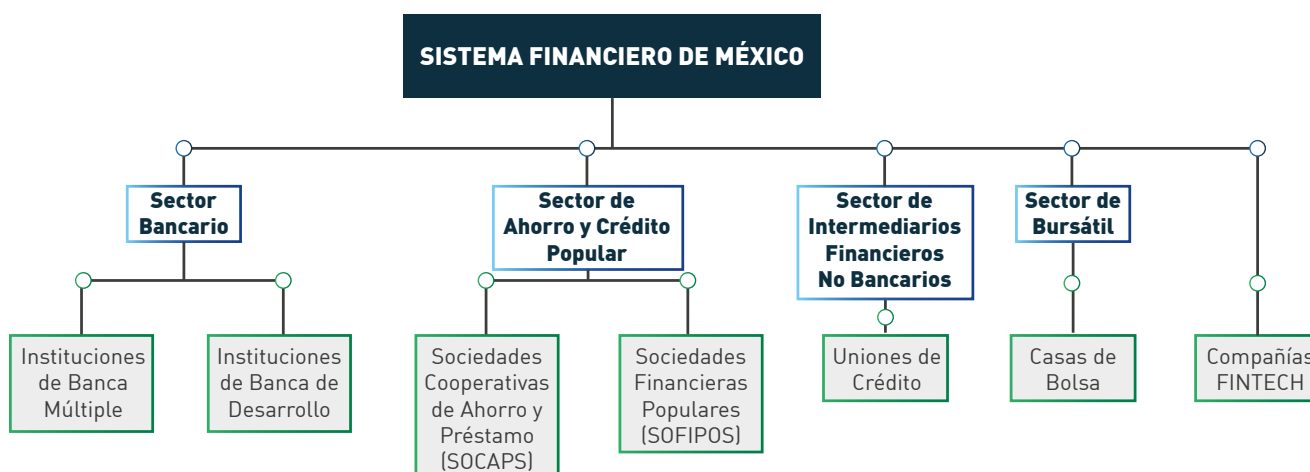 SISTEMA FINANCIERO DE MÉXICO
Sector
Bancario
Sector de
Ahorro y Crédito
Popular
Sector de
Intermediarios
Financieros
No Bancarios
Sector de
Bursátil
Instituciones
de Banca
Múltiple
Instituciones
de Banca de
Desarrollo
Sociedades
Cooperativas
de Ahorro y
Préstamo
(SOCAPS)
Sociedades
Financieras
Populares
(SOFIPOS)
Uniones de
Crédito
Casas de
Bolsa
Compañías
FINTECH